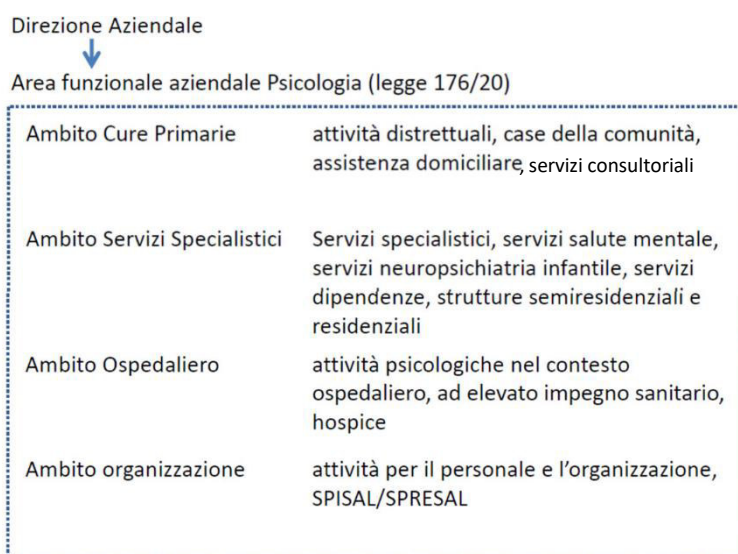 Direzione Aziendale
Area funzionale aziendale Psicologia (legge 176/20)
Ambito Cure Primarie attività distrettuali, case della comunità,
assistenza domiciliare, servizi consultoriali
Ambito Servizi Specialistici Servizi specialistici, servizi salute mentale,
servizi neuropsichiatria infantile, servizi
dipendenze, strutture semiresidenziali e
residenziali
Ambito Ospedaliero attività psicologiche nel contesto
ospedaliero, ad elevato impegno sanitario,
hospice
Ambito organizzazione attività per il personale e l'organizzazione,
SPISAL/SPRESAL